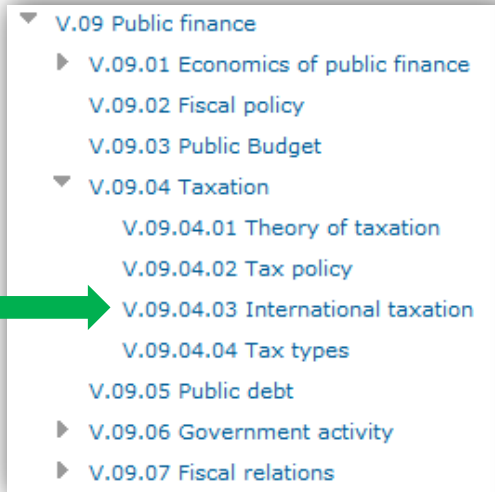 V.09 Public finance
V.09.01 Economics of public finance
V.09.02 Fiscal policy
V.09.03 Public Budget
V.09.04 Taxation
V.09.04.01 Theory of taxation
V.09.04.02 Tax policy
V.09.04.03 International taxation
V.09.04.04 Tax types
V.09.05 Public debt
V.09.06 Government activity
V.09.07 Fiscal relations